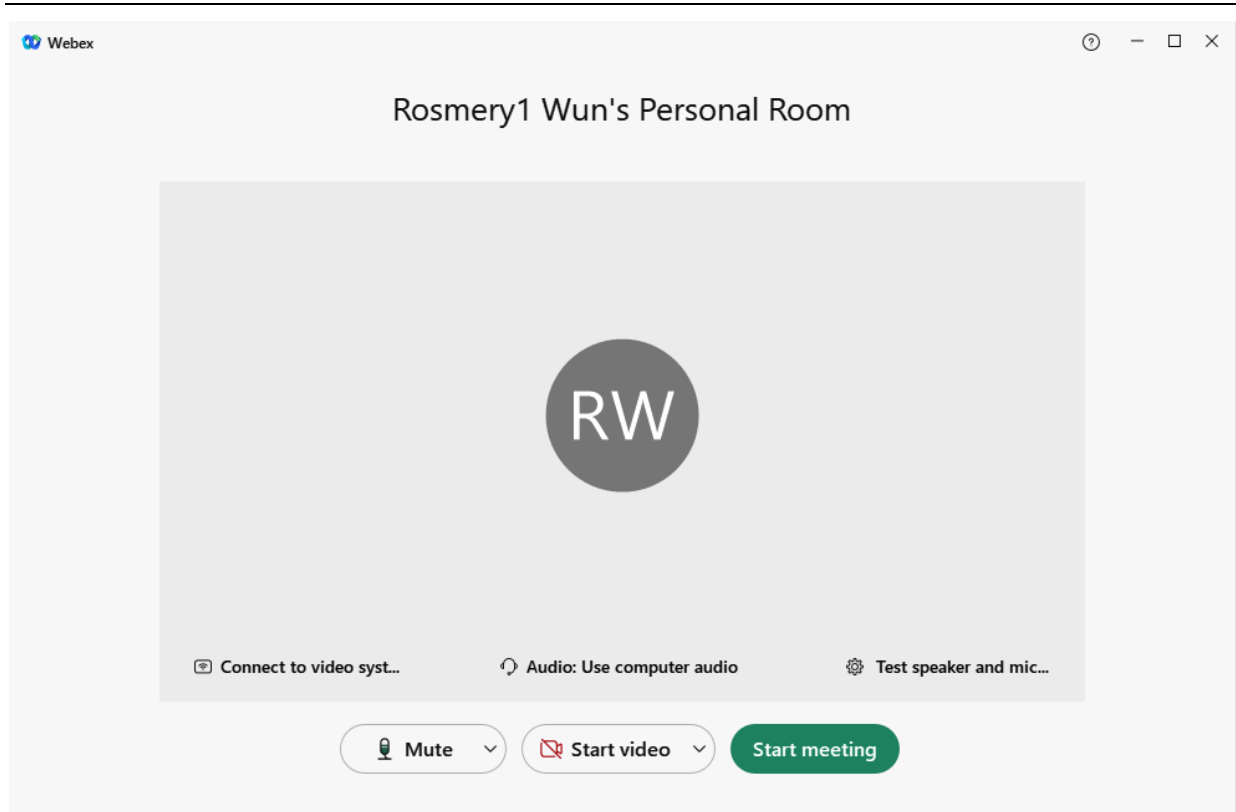 Webex
Rosmery1 Wun's Personal Room
RW
Connect to video syst... Audio: Use computer audio Test speaker and mic...
Mute Start video Start meeting